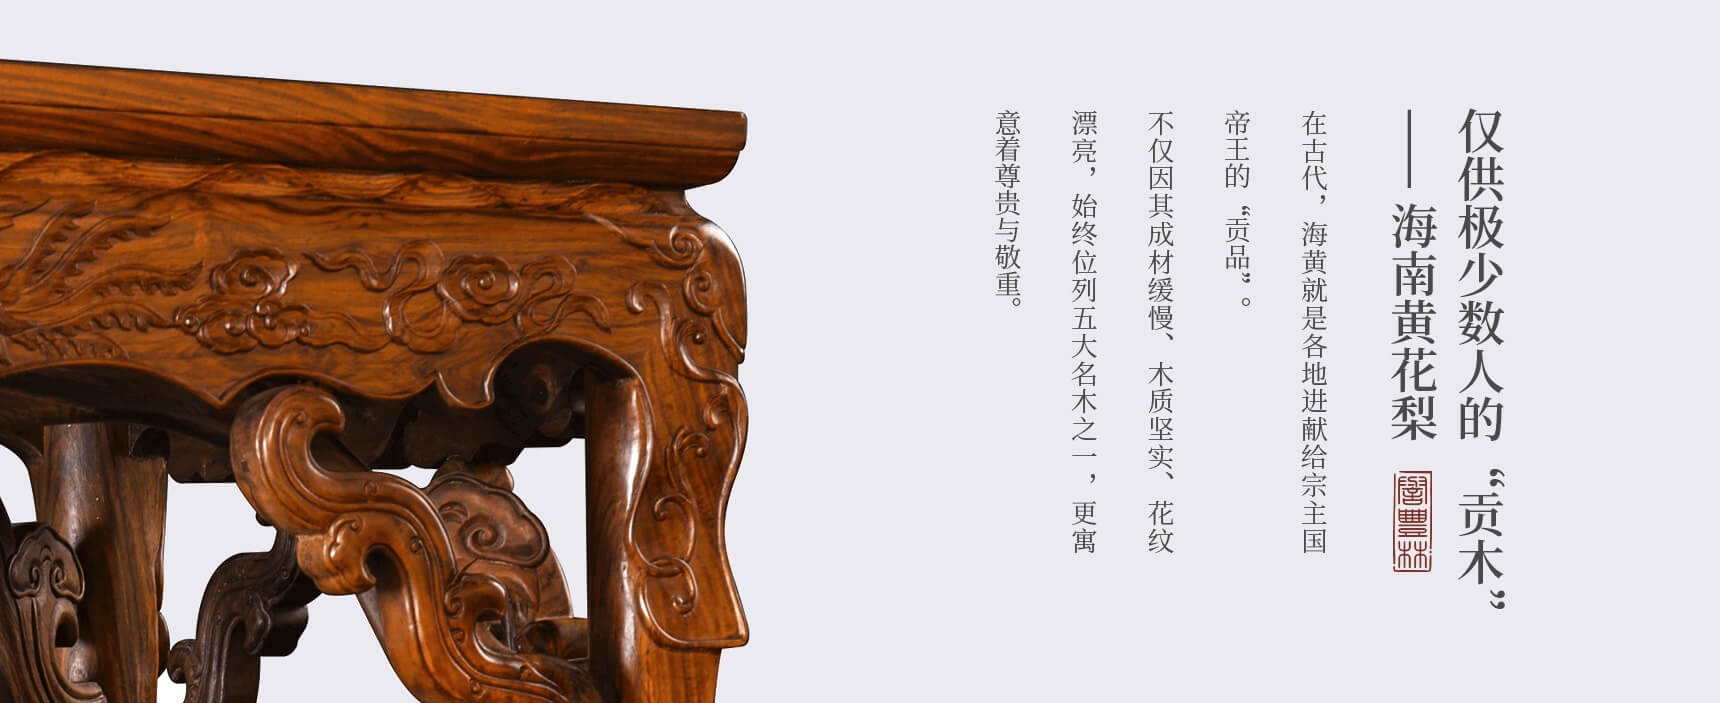 仅供极少数人的“贡木”
——海南黄花梨
在古代，海黄就是各地进献给宗主国
帝王的“贡品”。
不仅因其成材缓慢、木质坚实、花纹
漂亮，始终位列五大名木之一，更寓
意着尊贵与敬重。